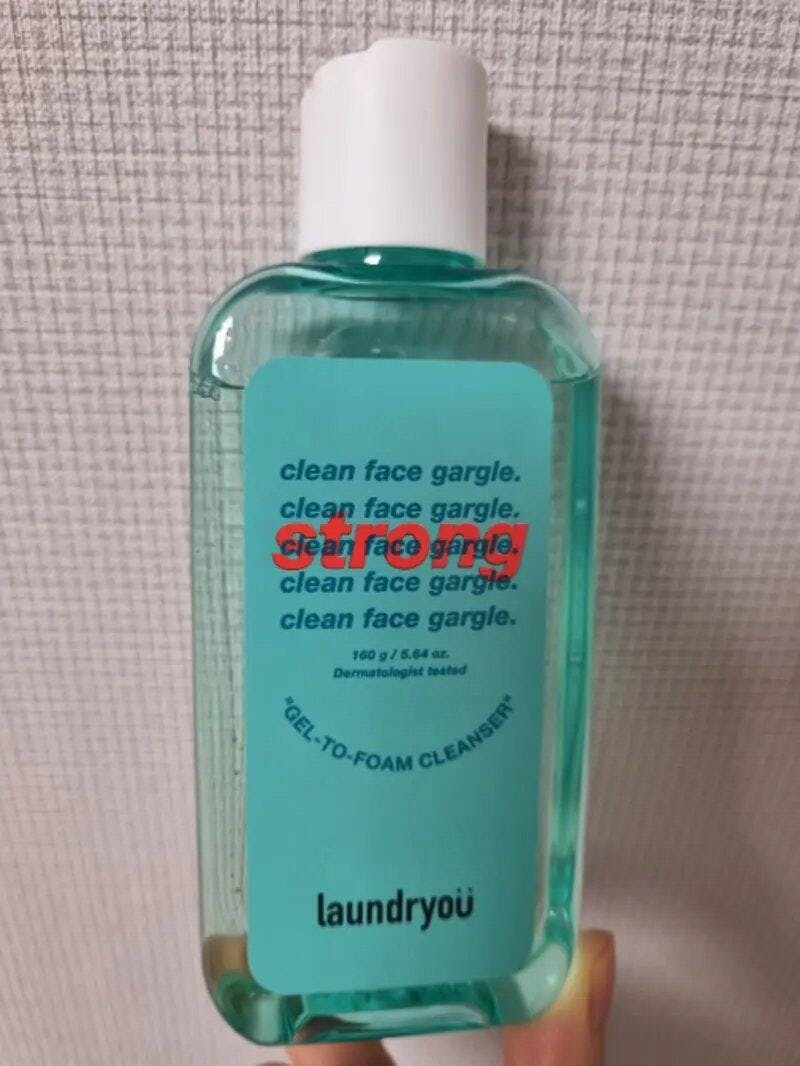 clean face gargle.
clean face gargle.
strong
clean face gargle.
clean face gargle.
clean face gargle.
160 g / 5.64 oz.
Dermatologist tested
"GEL-TO-FOAM CLEANSER"
laundryoü